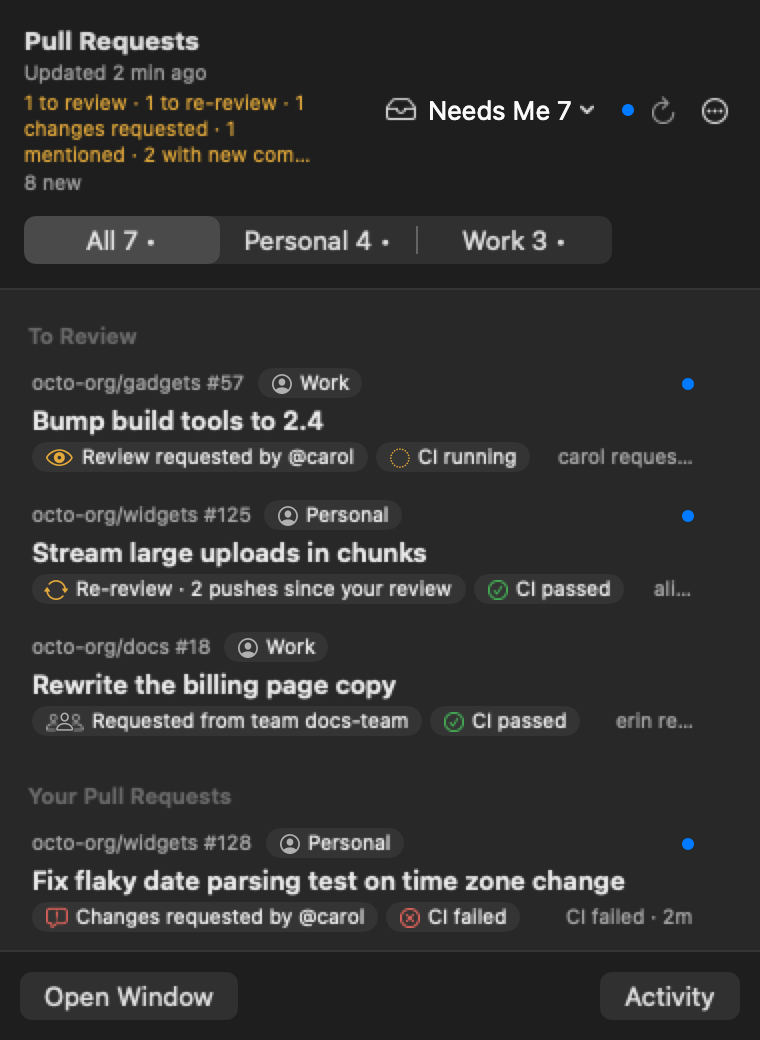 Pull Requests
Updated 2 min ago
1 to review · 1 to re-review · 1
changes requested · 1
mentioned · 2 with new com…
8 new
Needs Me 7
All 7 •
Personal 4 •
Work 3 •
To Review
octo-org/gadgets #57 Work
Bump build tools to 2.4
Review requested by @carol CI running carol reques…
octo-org/widgets #125 Personal
Stream large uploads in chunks
Re-review · 2 pushes since your review CI passed ali…
octo-org/docs #18 Work
Rewrite the billing page copy
Requested from team docs-team CI passed erin re…
Your Pull Requests
octo-org/widgets #128 Personal
Fix flaky date parsing test on time zone change
Changes requested by @carol CI failed CI failed · 2m
Open Window
Activity